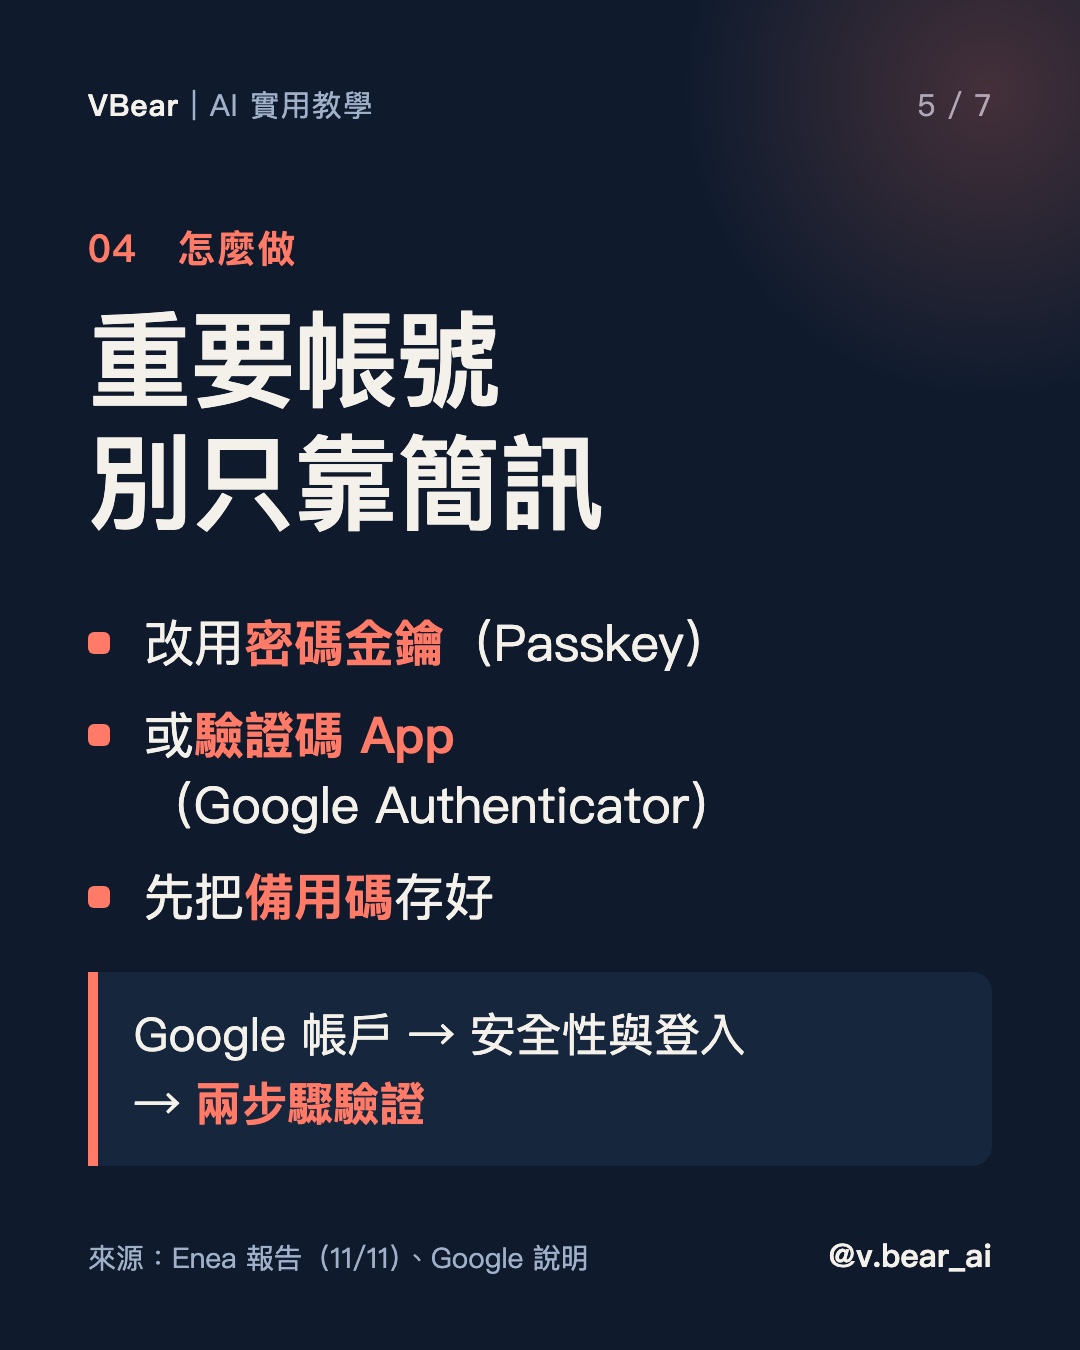 VBear | AI 實用教學
5 / 7
04 怎麼做
重要帳號
別只靠簡訊
改用密碼金鑰（Passkey）
或驗證碼 App
（Google Authenticator）
先把備用碼存好
Google 帳戶 → 安全性與登入
→ 兩步驟驗證
來源：Enea 報告（11/11）、Google 說明
@v.bear_ai